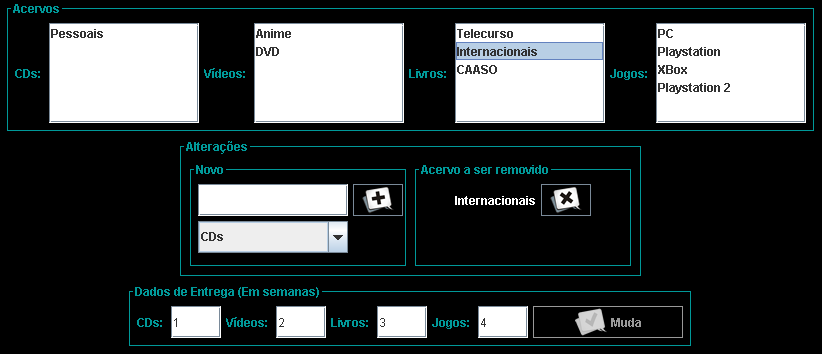 Acervos
CDs:
Pessoais
Vídeos:
Anime
DVD
Livros:
Telecurso
Internacionais
CAASO
Jogos:
PC
Playstation
XBox
Playstation 2
Alterações
Novo
CDs
Acervo a ser removido
Internacionais
Dados de Entrega (Em semanas)
CDs: 1 Vídeos: 2 Livros: 3 Jogos: 4 Muda